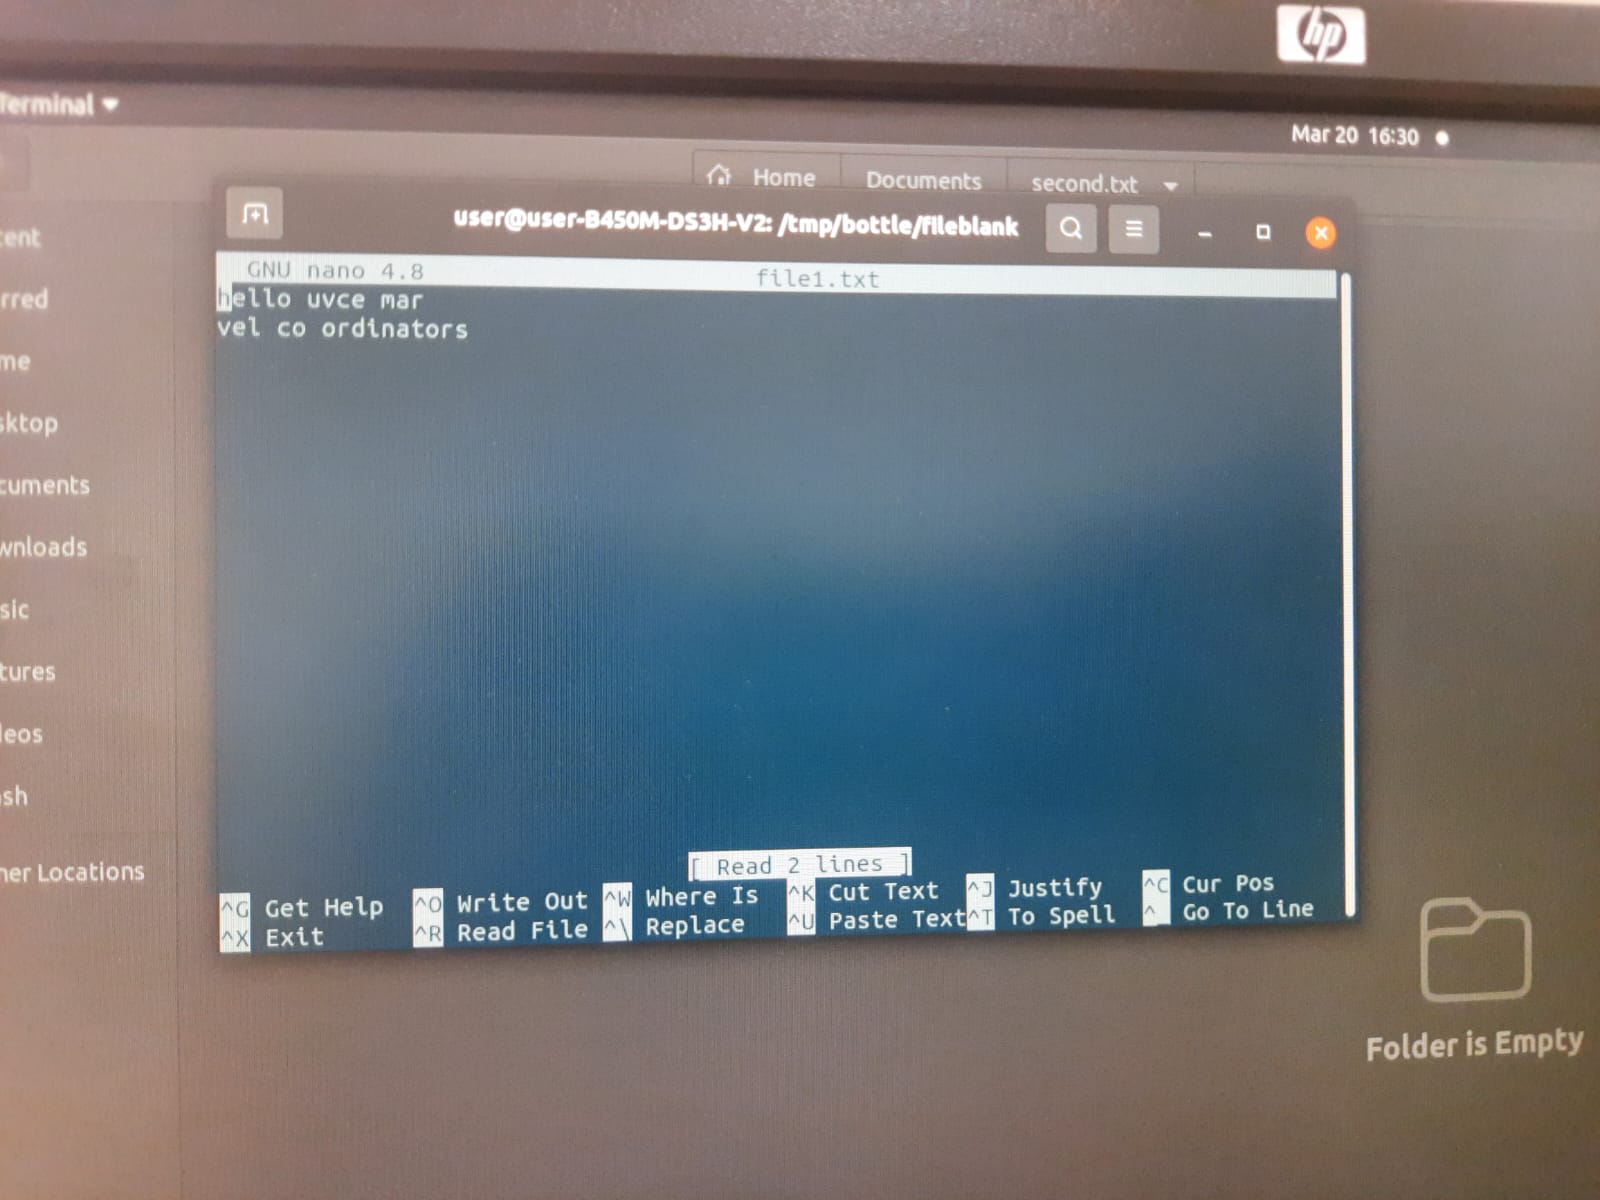 hp
Terminal
Mar 20 16:30
Home
Documents
second.txt
user@user-B450M-DS3H-V2: /tmp/bottle/fileblank
GNU nano 4.8
file1.txt
hello uvce mar
vel co ordinators
cent
rred
me
sktop
cuments
wnloads
sic
tures
leos
sh
ner Locations
[ Read 2 lines ]
^G Get Help ^O Write Out ^W Where Is ^K Cut Text ^J Justify ^C Cur Pos
^X Exit ^R Read File ^\ Replace ^U Paste Text ^T To Spell ^ Go To Line
Folder is Empty